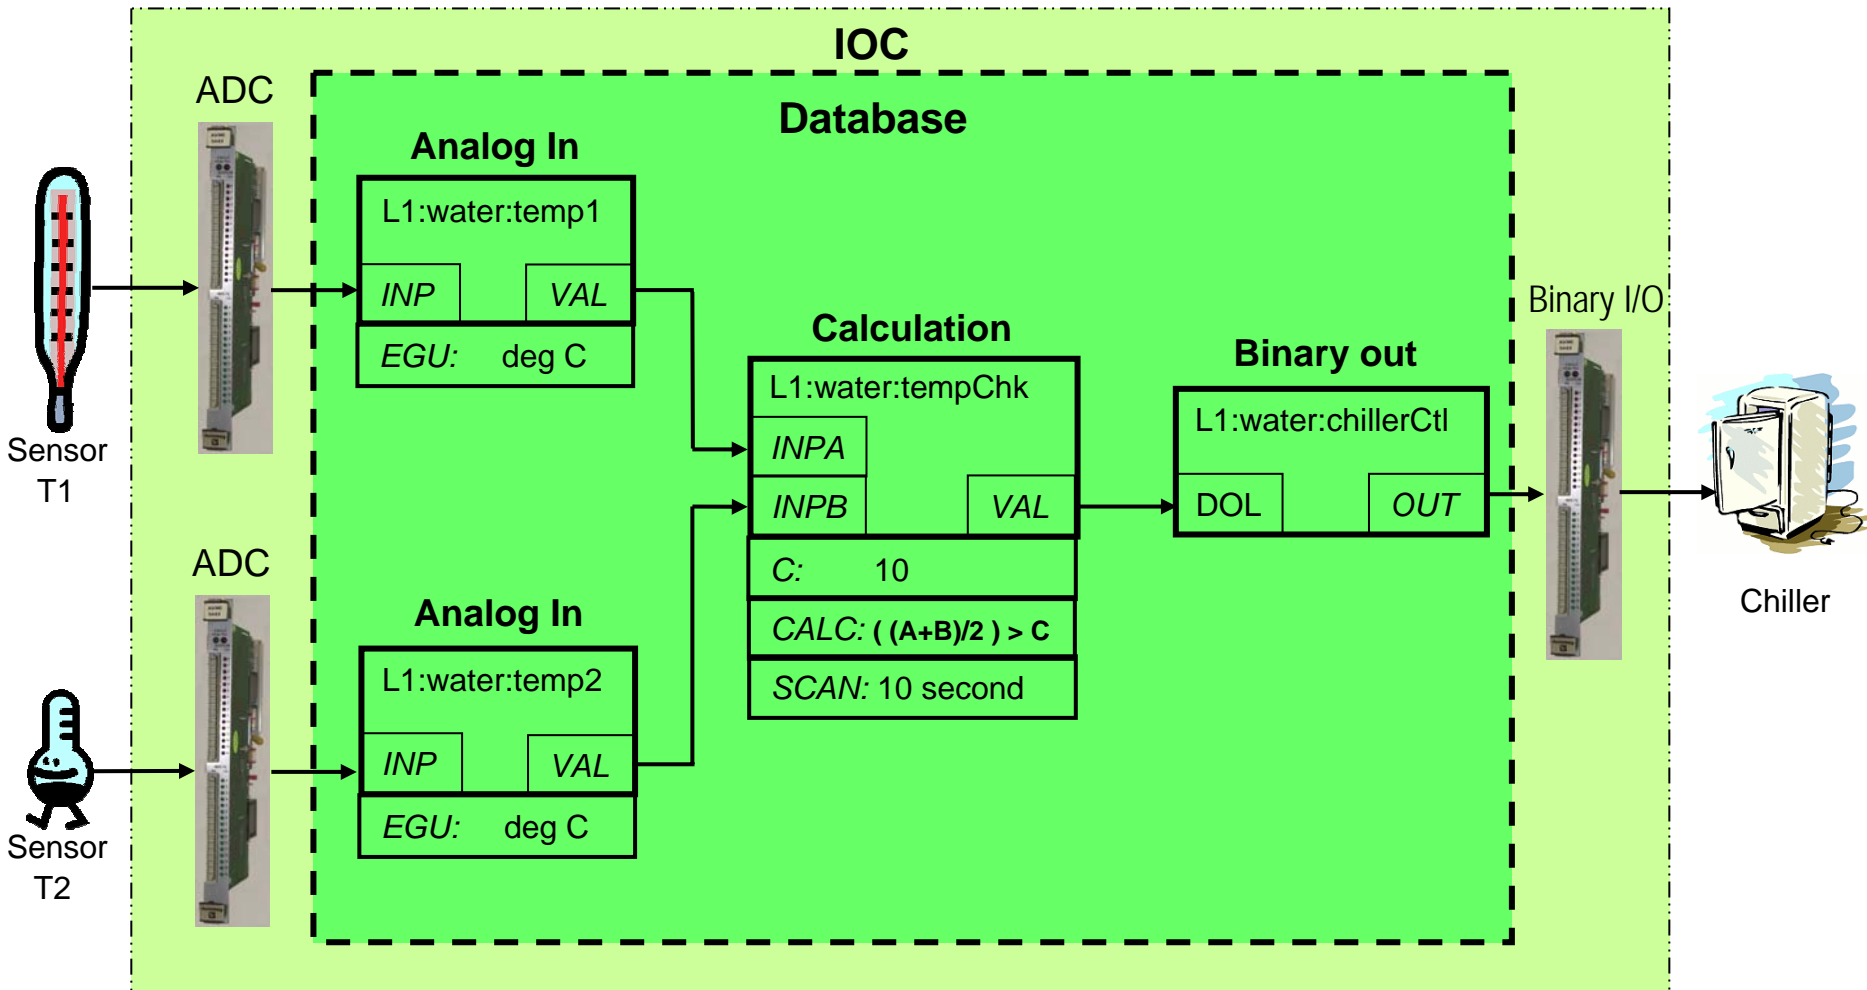 IOC
Database
ADC
Sensor
T1
Analog In
L1:water:temp1
INP
VAL
EGU: deg C
ADC
Sensor
T2
Analog In
L1:water:temp2
INP
VAL
EGU: deg C
Calculation
L1:water:tempChk
INPA
INPB
VAL
C: 10
CALC: ( (A+B)/2 ) > C
SCAN: 10 second
Binary out
L1:water:chillerCtl
DOL
OUT
Binary I/O
Chiller